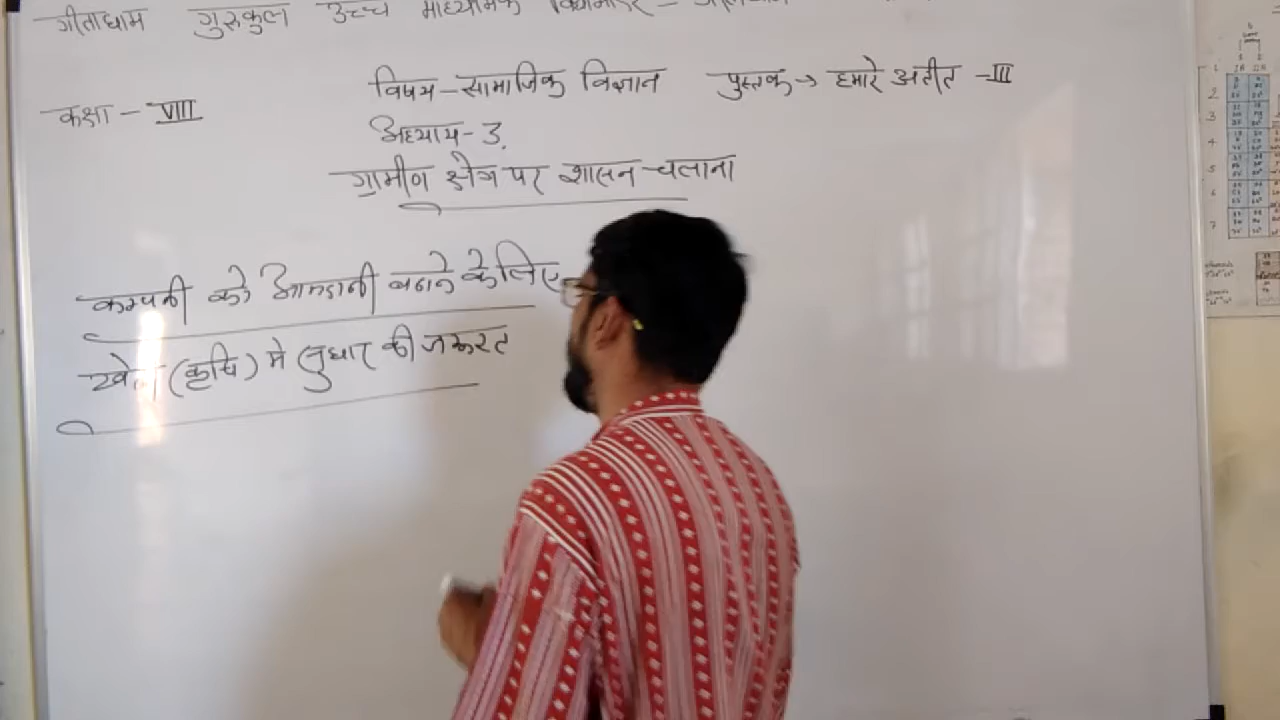 गीताधाम गुरुकुल उच्च माध्यमिक
विषय - सामाजिक विज्ञान पुस्तक → हमारे अतीत - III
कक्षा - VIII
अध्याय - 3.
ग्रामीण क्षेत्र पर शासन चलाना
कम्पनी को आमदानी बढाने के लिए
(कृषि) मे सुधार की जरूरत